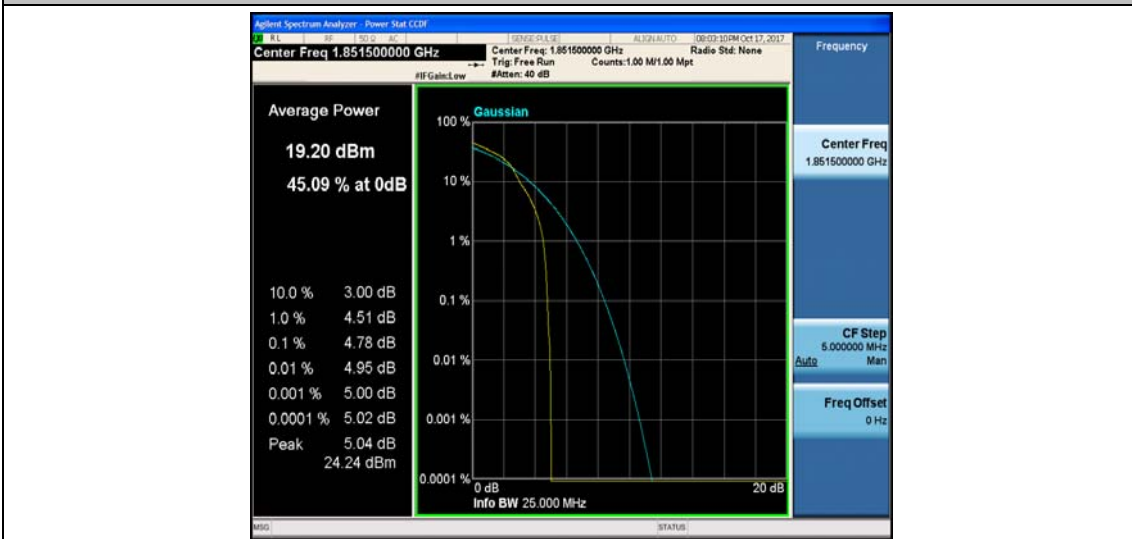 Agilent Spectrum Analyzer - Power Stat CCDF
RL RF 50 Ω AC SENSE:PULSE ALIGN AUTO 08:03:10 PM Oct 17, 2017
Center Freq 1.851500000 GHz
Center Freq: 1.851500000 GHz Radio Std: None
Trig: Free Run Counts:1.00 M/1.00 Mpt
#IFGain:Low #Atten: 40 dB
Frequency
Average Power
19.20 dBm
45.09 % at 0dB
10.0 % 3.00 dB
1.0 % 4.51 dB
0.1 % 4.78 dB
0.01 % 4.95 dB
0.001 % 5.00 dB
0.0001 % 5.02 dB
Peak 5.04 dB
24.24 dBm
Gaussian
100 %
10 %
1 %
0.1 %
0.01 %
0.001 %
0.0001 %
0 dB 20 dB
Info BW 25.000 MHz
Center Freq
1.851500000 GHz
CF Step
5.000000 MHz
Auto Man
Freq Offset
0 Hz
MSG STATUS